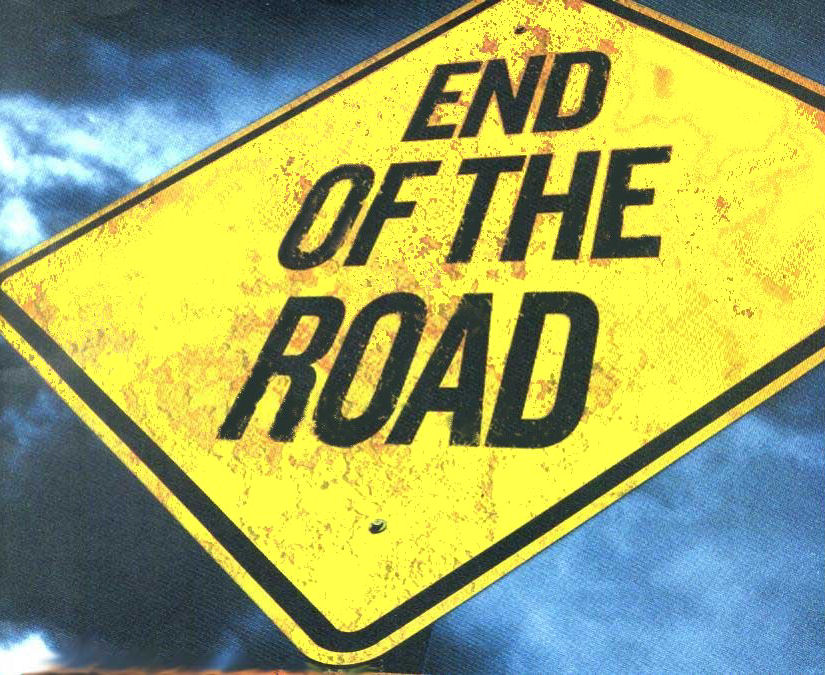 END
OF THE
ROAD